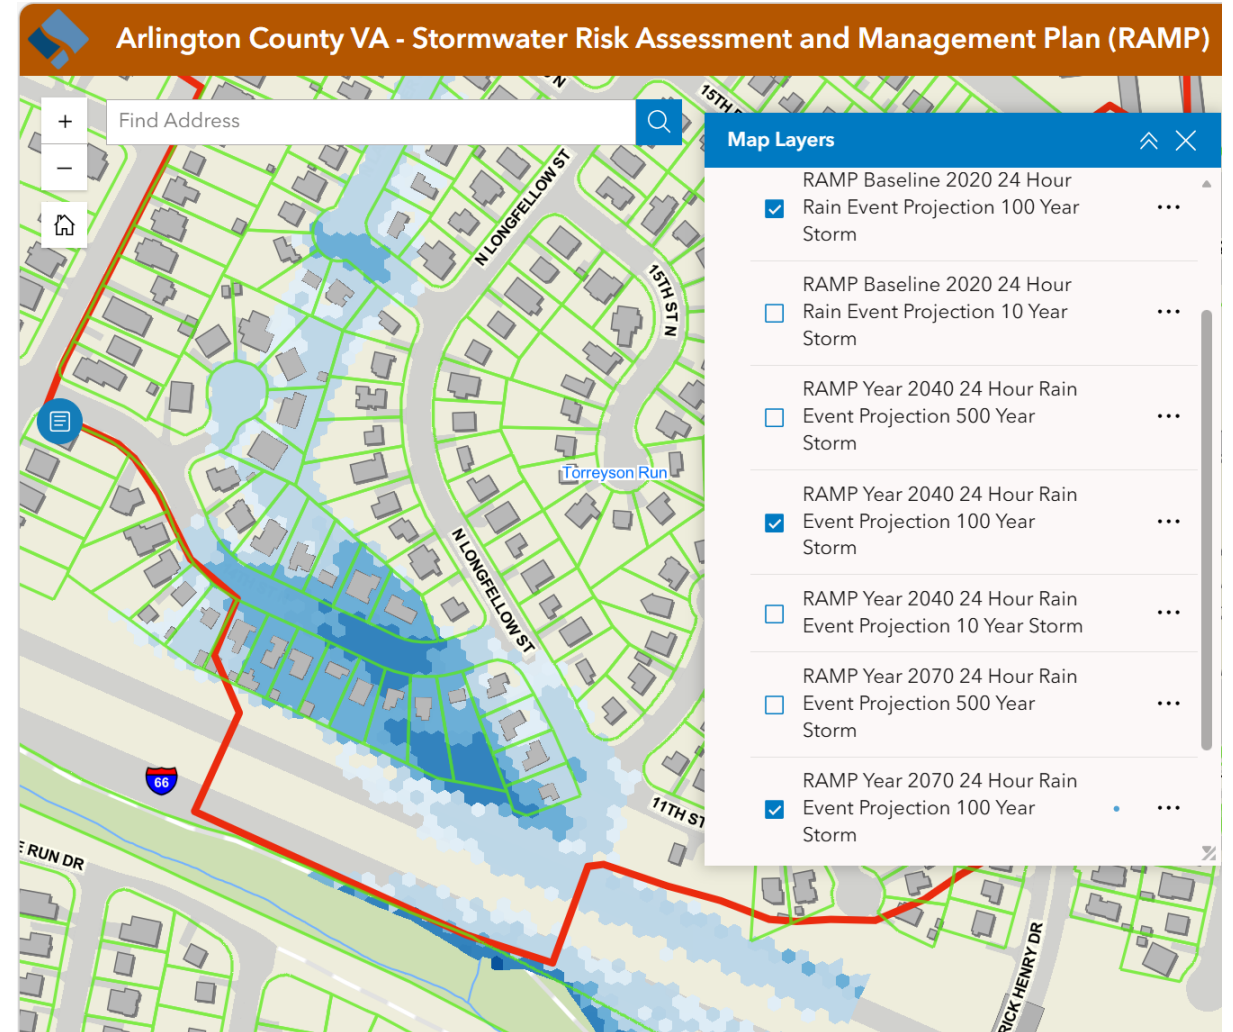 Arlington County VA - Stormwater Risk Assessment and Management Plan (RAMP)
+
Find Address
−
Map Layers
RAMP Baseline 2020 24 Hour
Rain Event Projection 100 Year
Storm
RAMP Baseline 2020 24 Hour
Rain Event Projection 10 Year
Storm
RAMP Year 2040 24 Hour Rain
Event Projection 500 Year
Storm
RAMP Year 2040 24 Hour Rain
Event Projection 100 Year
Storm
RAMP Year 2040 24 Hour Rain
Event Projection 10 Year Storm
RAMP Year 2070 24 Hour Rain
Event Projection 500 Year
Storm
RAMP Year 2070 24 Hour Rain
Event Projection 100 Year
Storm
N
15TH
N LONGFELLOW ST
15TH ST N
Torreyson Run
N LONGFELLOW ST
66
11TH ST
E RUN DR
RICK HENRY DR